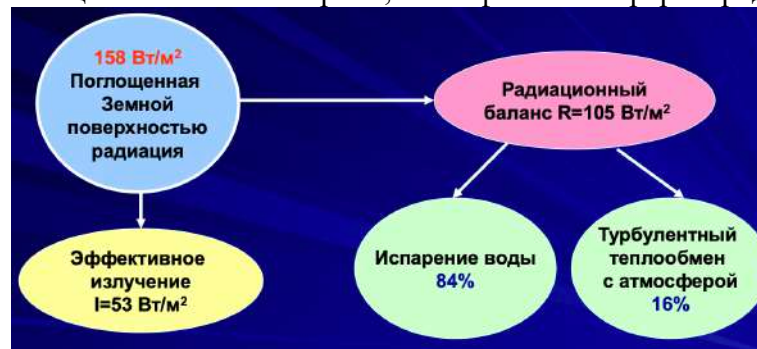 158 Вт/м²
Поглощенная
Земной
поверхностью
радиация
Радиационный
баланс R=105 Вт/м²
Эффективное
излучение
I=53 Вт/м²
Испарение воды
84%
Турбулентный
теплообмен
с атмосферой
16%